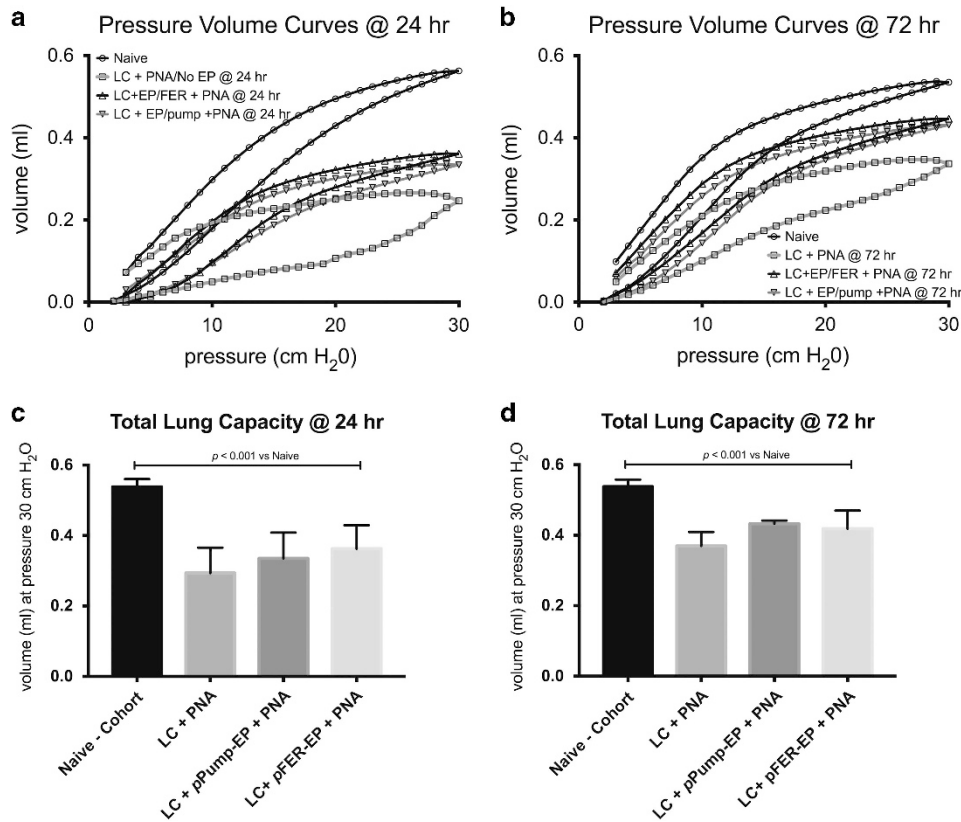 a
Pressure Volume Curves @ 24 hr
0.6
0.4
0.2
0.0
volume (ml)
Naive
LC + PNA/No EP @ 24 hr
LC+EP/FER + PNA @ 24 hr
LC + EP/pump +PNA @ 24 hr
0
10
20
30
pressure (cm H₂0)
b
Pressure Volume Curves @ 72 hr
0.6
0.4
0.2
0.0
volume (ml)
Naive
LC + PNA @ 72 hr
LC+EP/FER + PNA @ 72 hr
LC + EP/pump +PNA @ 72 hr
0
10
20
30
pressure (cm H₂0)
c
Total Lung Capacity @ 24 hr
p < 0.001 vs Naive
0.6
0.4
0.2
0.0
volume (ml) at pressure 30 cm H₂O
Naive - Cohort
LC + PNA
LC + pPump-EP + PNA
LC+ pFER-EP + PNA
d
Total Lung Capacity @ 72 hr
p < 0.001 vs Naive
0.6
0.4
0.2
0.0
volume (ml) at pressure 30 cm H₂O
Naive - Cohort
LC + PNA
LC + pPump-EP + PNA
LC+ pFER-EP + PNA